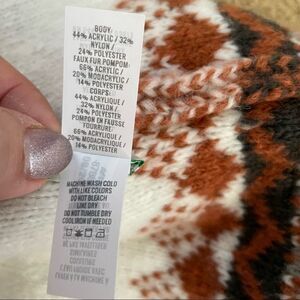 BODY:
44% ACRYLIC / 32%
NYLON /
24% POLYESTER
FAUX FUR POMPOM:
66% ACRYLIC /
20% MODACRYLIC /
14% POLYESTER
CORPS:
44% ACRYLIQUE
/ 32% NYLON /
24% POLYESTER
POMPON EN FAUSSE
FOURRURE:
66% ACRYLIQUE /
20% MODACRYLIQUE
14% POLYESTER
MACHINE WASH COLD
WITH LIKE COLORS
DO NOT BLEACH
LINE DRY
DO NOT TUMBLE DRY
COOL IRON IF NEEDED